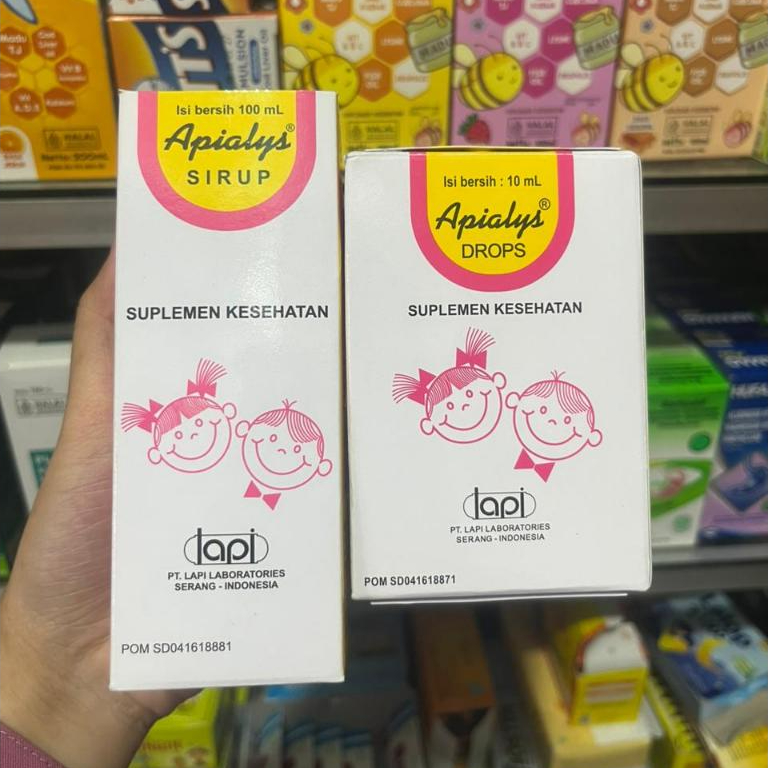 Isi bersih 100 mL
Apialys®
SIRUP
SUPLEMEN KESEHATAN
lapi
PT. LAPI LABORATORIES
SERANG - INDONESIA
POM SD041618881
Isi bersih : 10 mL
Apialys®
DROPS
SUPLEMEN KESEHATAN
lapi
PT. LAPI LABORATORIES
SERANG - INDONESIA
POM SD041618871